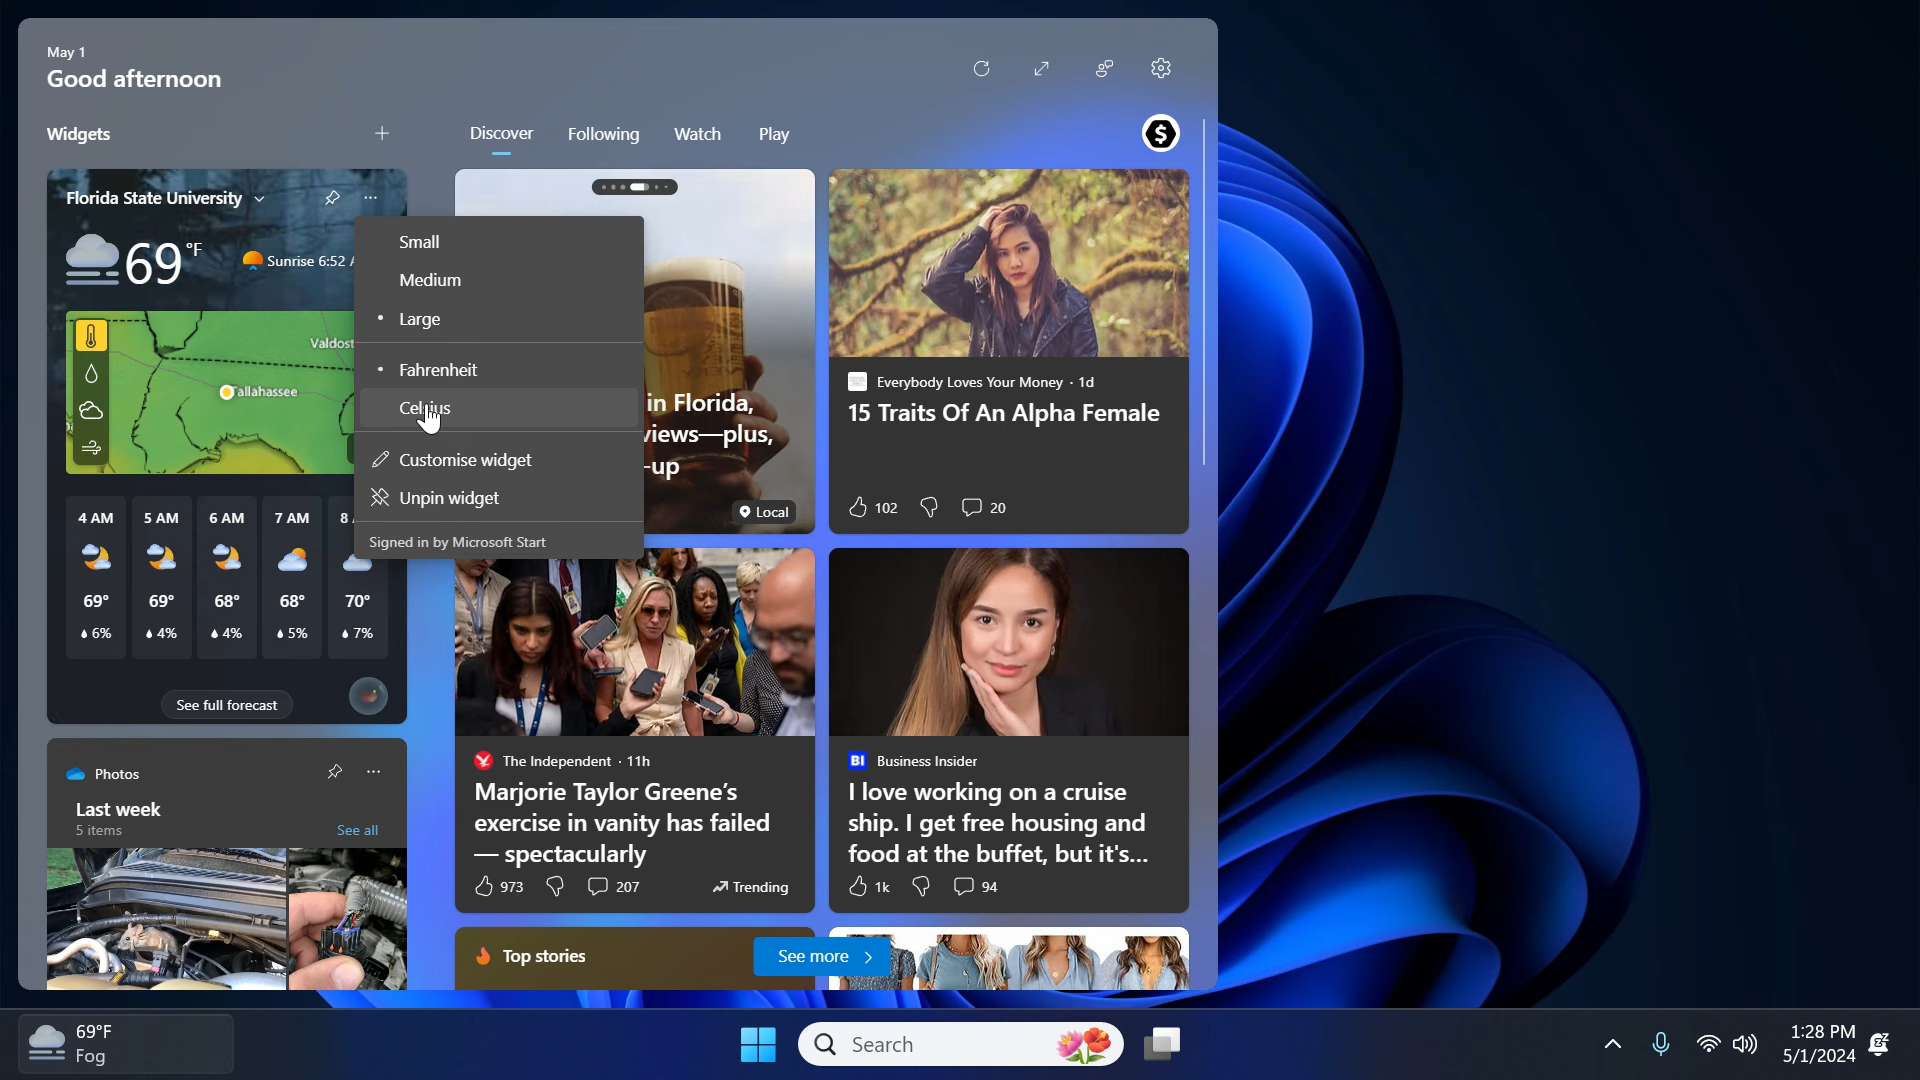 May 1
Good afternoon
Widgets
Discover
Following
Watch
Play
Florida State University
69 °F
Sunrise 6:52
Valdost
Tallahassee
4 AM
5 AM
6 AM
7 AM
8
69°
69°
68°
68°
70°
6%
4%
4%
5%
7%
See full forecast
Small
Medium
• Large
• Fahrenheit
Celsius
Customise widget
Unpin widget
Signed in by Microsoft Start
in Florida,
views—plus,
-up
Local
Everybody Loves Your Money · 1d
15 Traits Of An Alpha Female
102
20
The Independent · 11h
Marjorie Taylor Greene’s
exercise in vanity has failed
— spectacularly
973
207
Trending
BI Business Insider
I love working on a cruise
ship. I get free housing and
food at the buffet, but it's...
1k
94
Photos
Last week
5 items
See all
Top stories
See more
69°F
Fog
Search
1:28 PM
5/1/2024